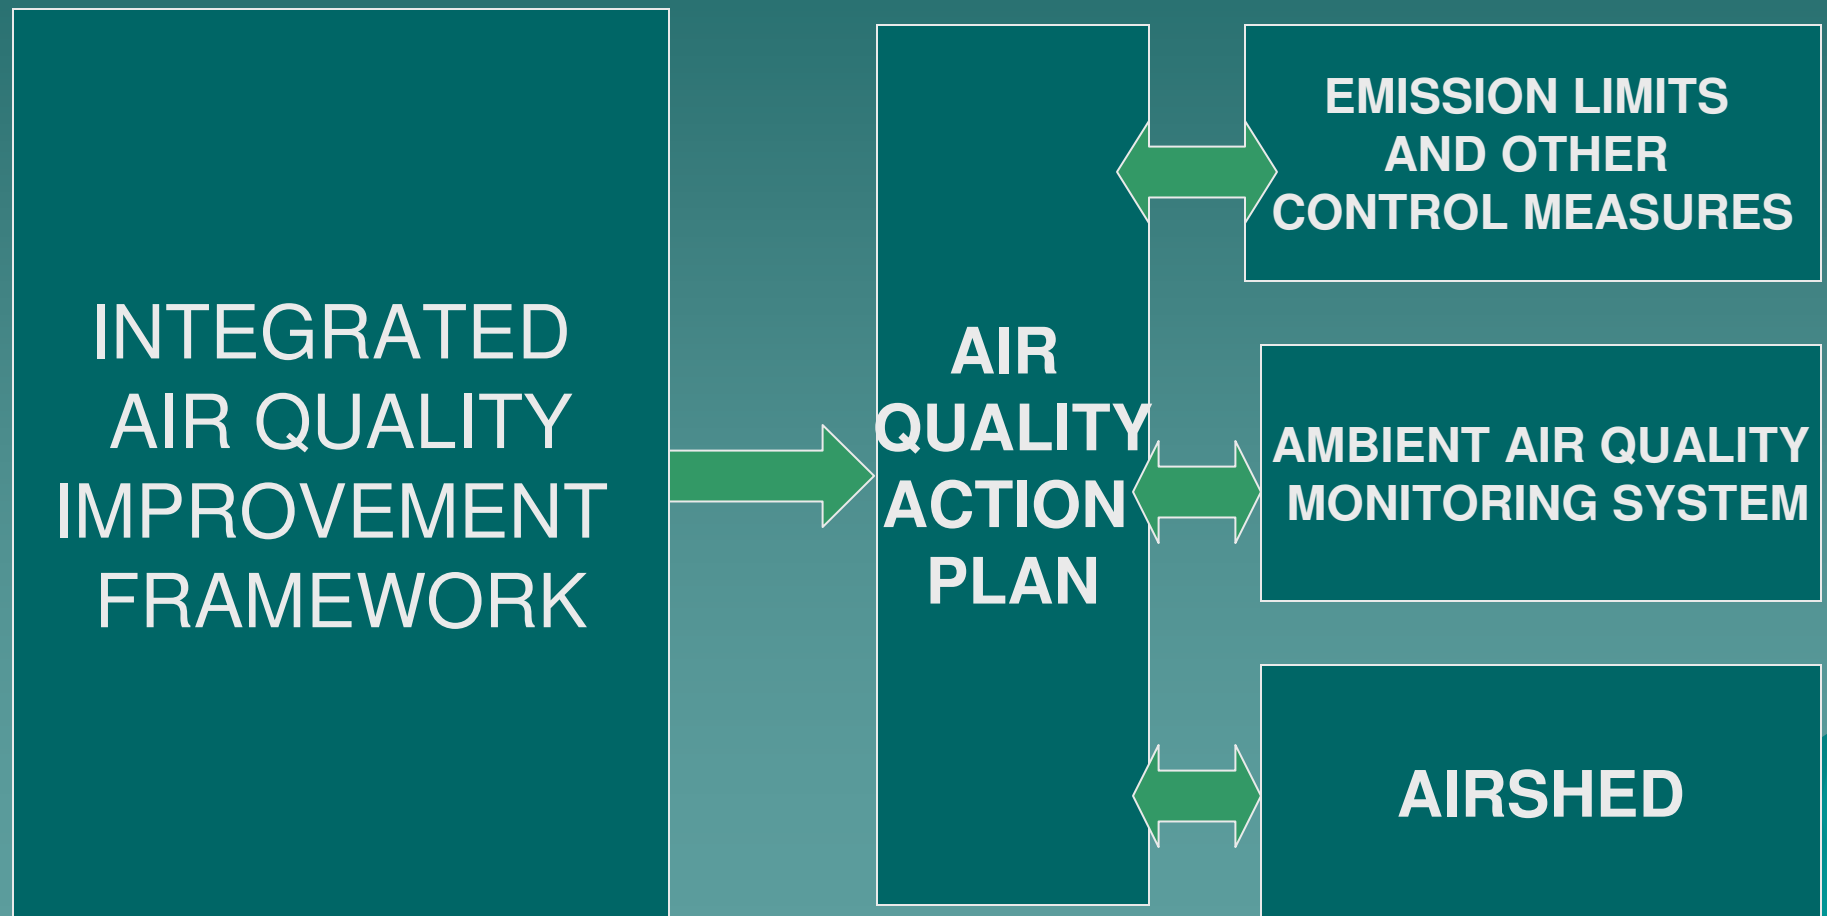 INTEGRATED
AIR QUALITY
IMPROVEMENT
FRAMEWORK
AIR
QUALITY
ACTION
PLAN
EMISSION LIMITS
AND OTHER
CONTROL MEASURES
AMBIENT AIR QUALITY
MONITORING SYSTEM
AIRSHED